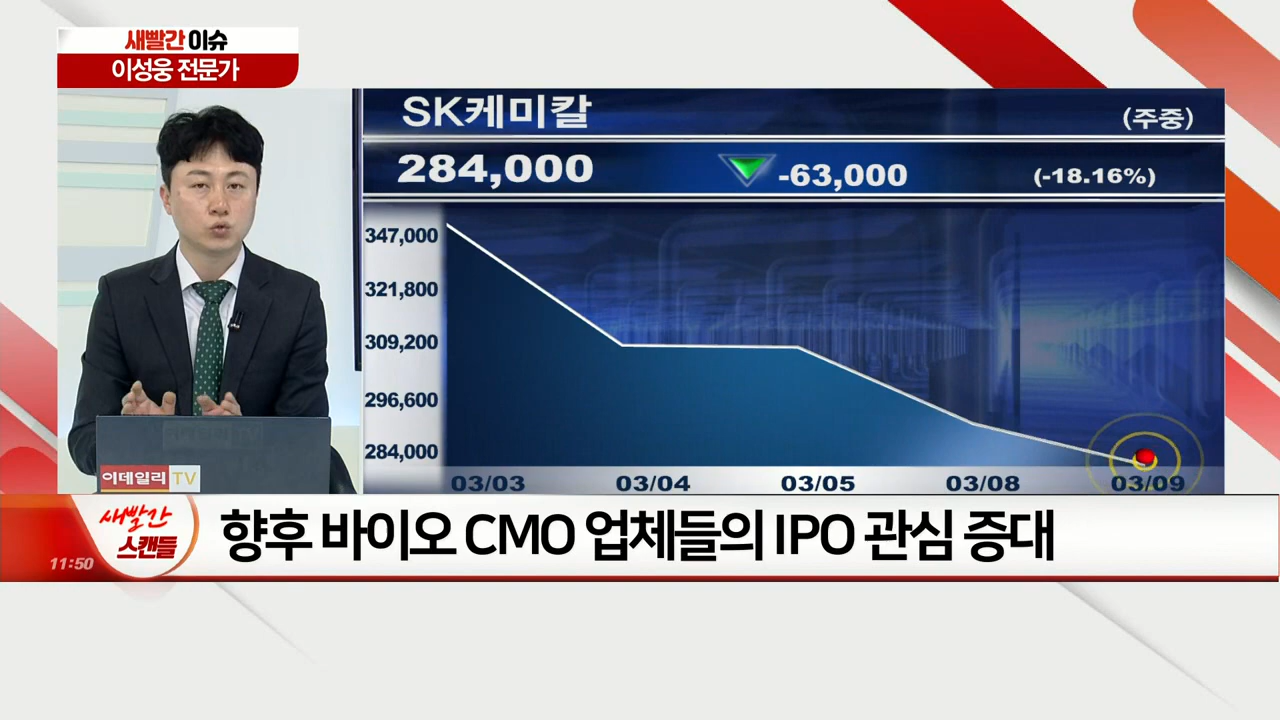 새빨간 이슈
이성웅 전문가
SK케미칼
(주중)
284,000
-63,000
(-18.16%)
347,000
321,800
309,200
296,600
284,000
03/03
03/04
03/05
03/08
03/09
이데일리 TV
새빨간
스캔들
11:50
향후 바이오 CMO 업체들의 IPO 관심 증대